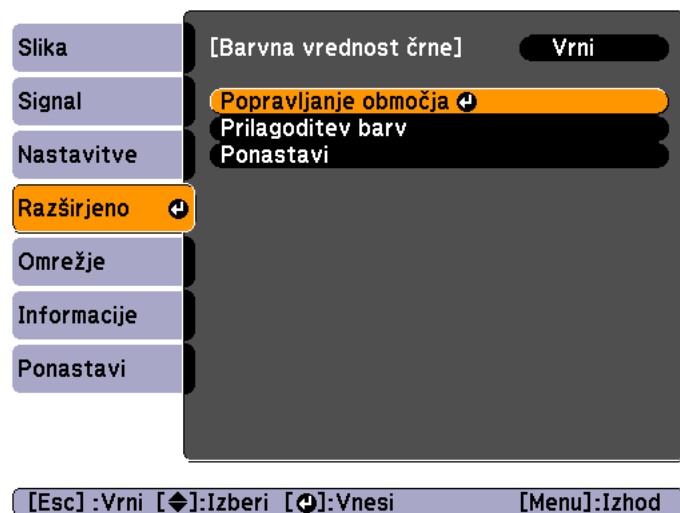 Slika
Signal
Nastavitve
Razširjeno
Omrežje
Informacije
Ponastavi
[Barvna vrednost črne] Vrni
Popravljanje območja
Prilagoditev barv
Ponastavi
[Esc] :Vrni [◆]:Izberi [↵]:Vnesi [Menu]:Izhod